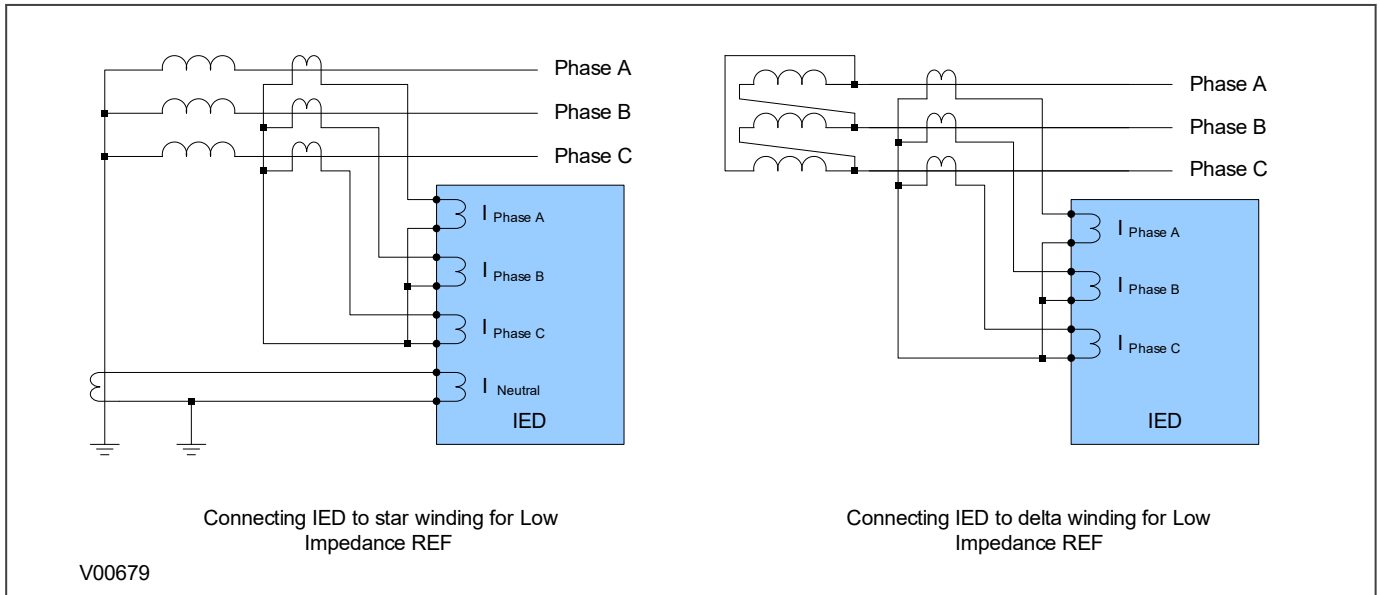 Phase A
Phase B
Phase C
I Phase A
I Phase B
I Phase C
I Neutral
IED
Connecting IED to star winding for Low
Impedance REF
Phase A
Phase B
Phase C
I Phase A
I Phase B
I Phase C
IED
Connecting IED to delta winding for Low
Impedance REF
V00679